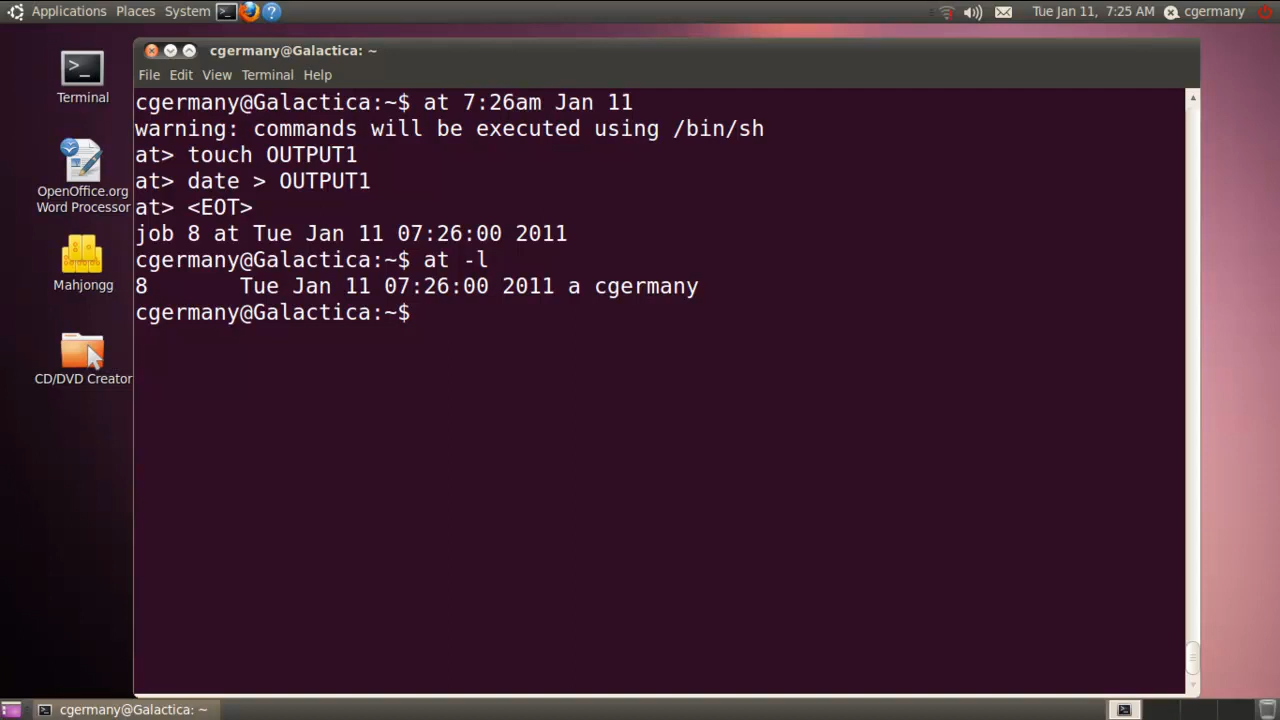 Applications Places System Tue Jan 11, 7:25 AM cgermany
cgermany@Galactica: ~
File Edit View Terminal Help
Terminal
OpenOffice.org
Word Processor
Mahjongg
CD/DVD Creator
cgermany@Galactica:~$ at 7:26am Jan 11
warning: commands will be executed using /bin/sh
at> touch OUTPUT1
at> date > OUTPUT1
at> <EOT>
job 8 at Tue Jan 11 07:26:00 2011
cgermany@Galactica:~$ at -l
8 Tue Jan 11 07:26:00 2011 a cgermany
cgermany@Galactica:~$
cgermany@Galactica: ~